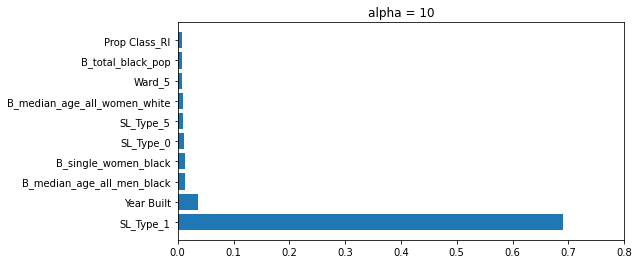 alpha = 10
Prop Class_RI
B_total_black_pop
Ward_5
B_median_age_all_women_white
SL_Type_5
SL_Type_0
B_single_women_black
B_median_age_all_men_black
Year Built
SL_Type_1
0.0 0.1 0.2 0.3 0.4 0.5 0.6 0.7 0.8